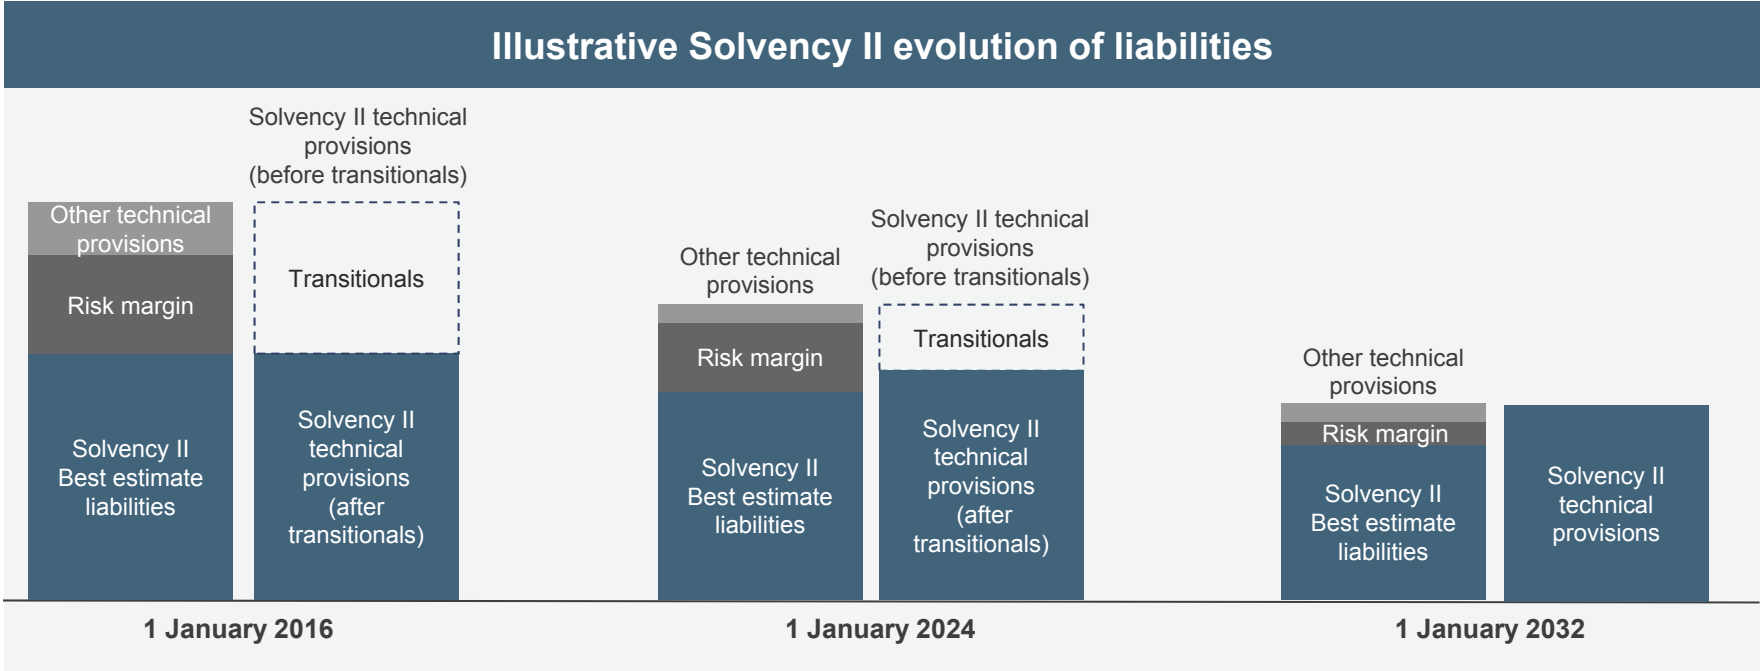 Illustrative Solvency II evolution of liabilities
Other technical
provisions
Risk margin
Solvency II
Best estimate
liabilities
Solvency II technical
provisions
(before transitionals)
Transitionals
Solvency II
technical
provisions
(after
transitionals)
1 January 2016
Other technical
provisions
Risk margin
Solvency II
Best estimate
liabilities
Solvency II technical
provisions
(before transitionals)
Transitionals
Solvency II
technical
provisions
(after
transitionals)
1 January 2024
Other technical
provisions
Risk margin
Solvency II
Best estimate
liabilities
Solvency II
technical
provisions
1 January 2032